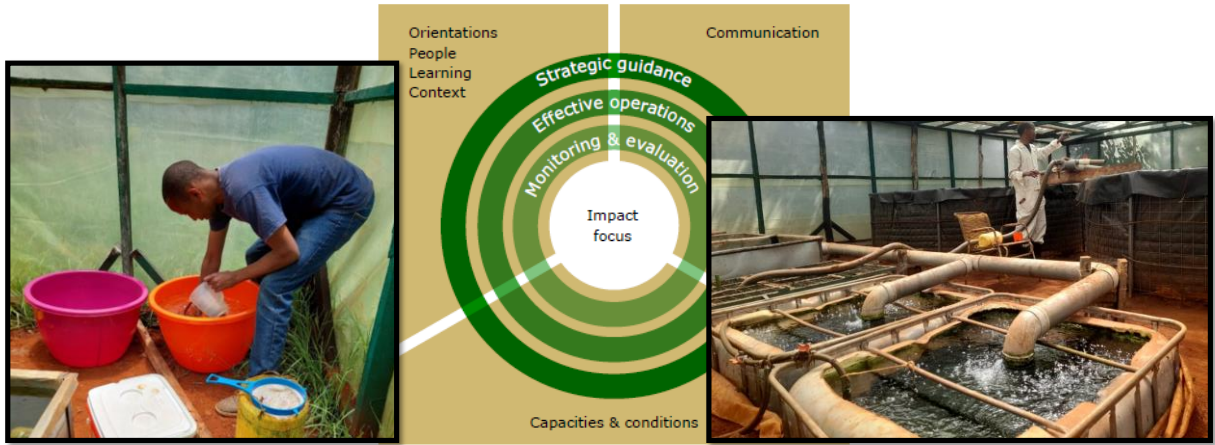 Orientations
People
Learning
Context
Communication
Strategic guidance
Effective operations
Monitoring & evaluation
Impact
focus
Capacities & conditions